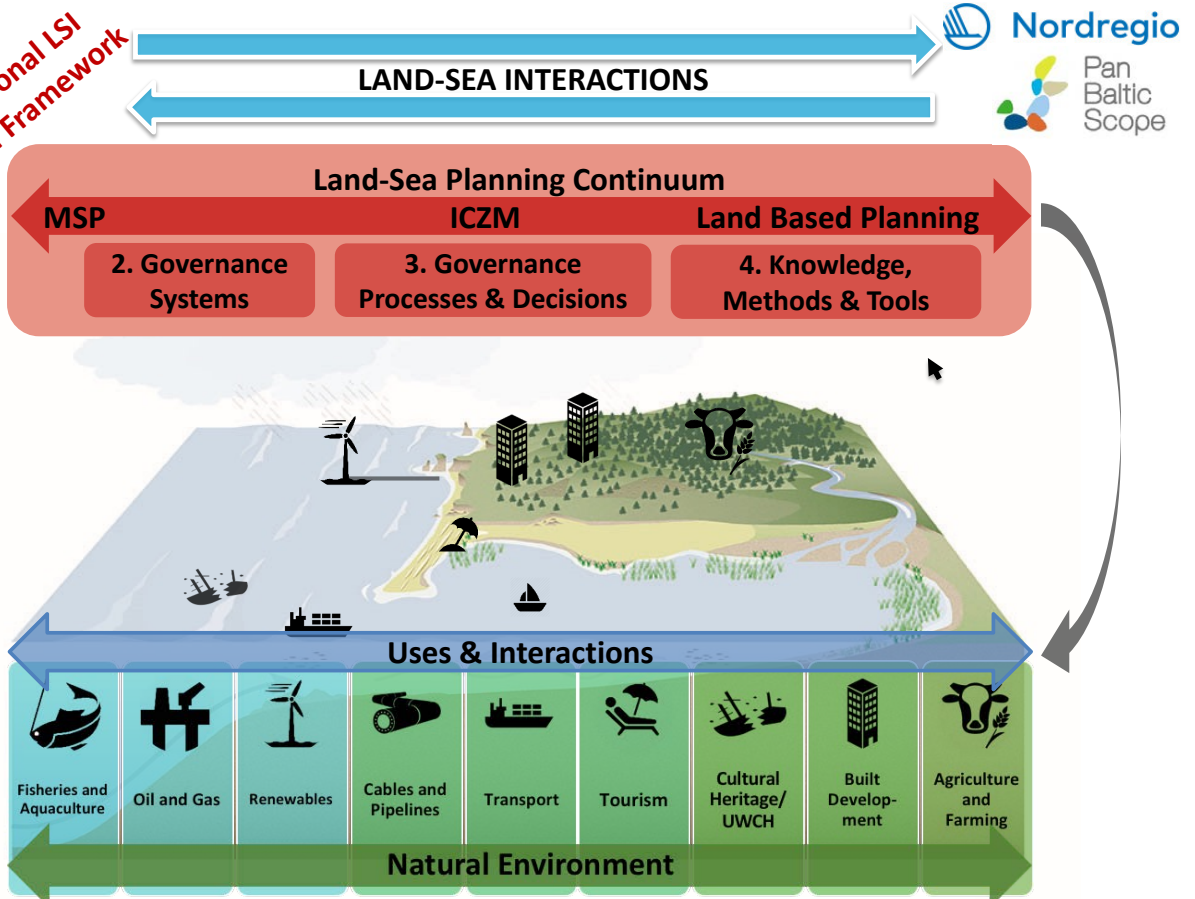 LSI
Framework
Nordregio
LAND-SEA INTERACTIONS
Pan
Baltic
Scope
Land-Sea Planning Continuum
MSP ICZM Land Based Planning
2. Governance
Systems
3. Governance
Processes & Decisions
4. Knowledge,
Methods & Tools
Uses & Interactions
Fisheries and
Aquaculture
Oil and Gas
Renewables
Cables and
Pipelines
Transport
Tourism
Cultural
Heritage/
UWCH
Built
Develop-
ment
Agriculture
and
Farming
Natural Environment